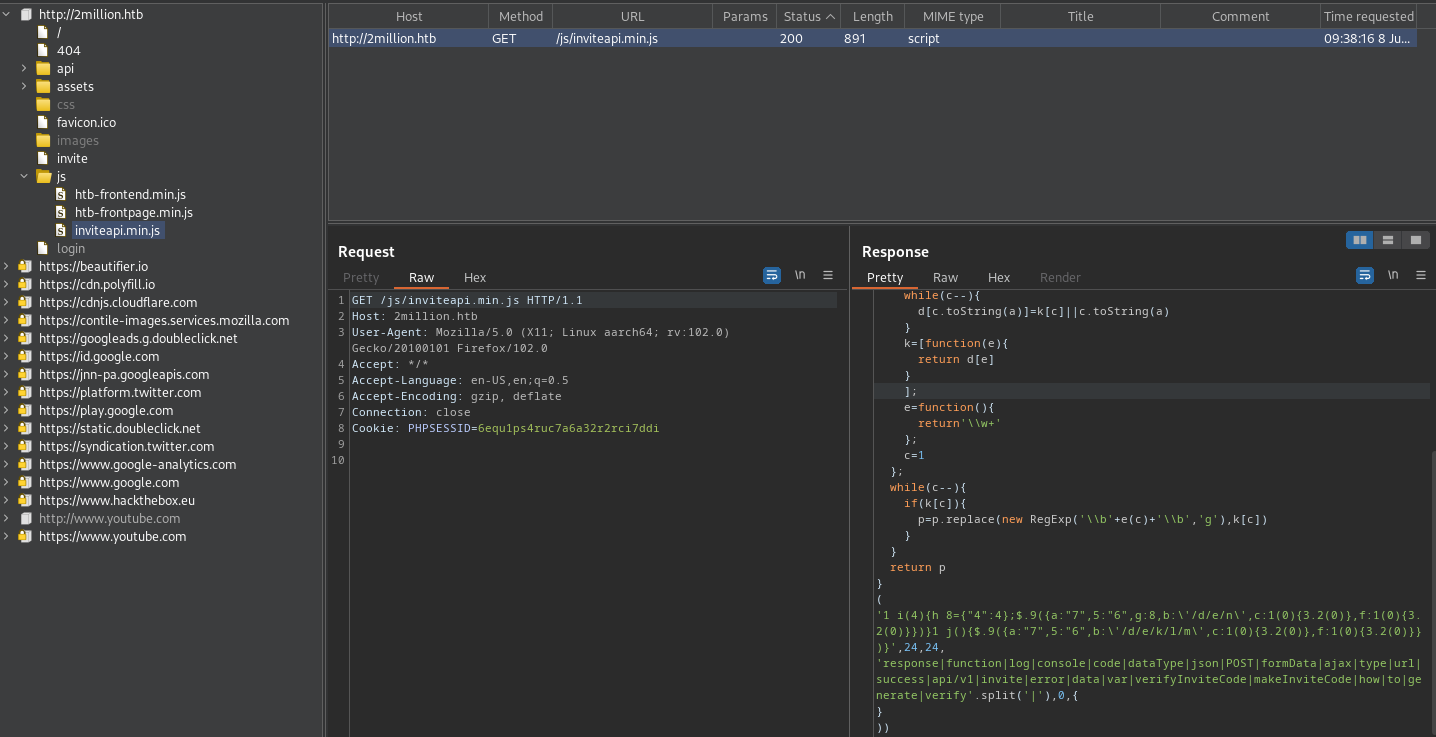 http://2million.htb
/
404
api
assets
css
favicon.ico
images
invite
js
htb-frontend.min.js
htb-frontpage.min.js
inviteapi.min.js
login
https://beautifier.io
https://cdn.polyfill.io
https://cdnjs.cloudflare.com
https://contile-images.services.mozilla.com
https://googleads.g.doubleclick.net
https://id.google.com
https://jnn-pa.googleapis.com
https://platform.twitter.com
https://play.google.com
https://static.doubleclick.net
https://syndication.twitter.com
https://www.google-analytics.com
https://www.google.com
https://www.hackthebox.eu
http://www.youtube.com
https://www.youtube.com
Host Method URL Params Status Length MIME type Title Comment Time requested
http://2million.htb GET /js/inviteapi.min.js 200 891 script 09:38:16 8 Ju...
Request
Pretty Raw Hex \n
1 GET /js/inviteapi.min.js HTTP/1.1
2 Host: 2million.htb
3 User-Agent: Mozilla/5.0 (X11; Linux aarch64; rv:102.0)
Gecko/20100101 Firefox/102.0
4 Accept: */*
5 Accept-Language: en-US,en;q=0.5
6 Accept-Encoding: gzip, deflate
7 Connection: close
8 Cookie: PHPSESSID=6equ1ps4ruc7a6a32r2rci7ddi
9
10
Response
Pretty Raw Hex Render \n
while(c--){
d[c.toString(a)]=k[c]||c.toString(a)
}
k=[function(e){
return d[e]
}
];
e=function(){
return'\\w+'
};
c=1
};
while(c--){
if(k[c]){
p=p.replace(new RegExp('\\b'+e(c)+'\\b','g'),k[c])
}
}
return p
}
(
'1 i(4){h 8={"4":4};$.9({a:"7",5:"6",g:8,b:\'/d/e/n\',c:1(0){3.2(0)},f:1(0){3.
2(0)}})}1 j(){$.9({a:"7",5:"6",b:\'/d/e/k/l/m\',c:1(0){3.2(0)},f:1(0){3.2(0)}}
)}',24,24,
'response|function|log|console|code|dataType|json|POST|formData|ajax|type|url|
success|api/v1|invite|error|data|var|verifyInviteCode|makeInviteCode|how|to|ge
nerate|verify'.split('|'),0,{
}
))